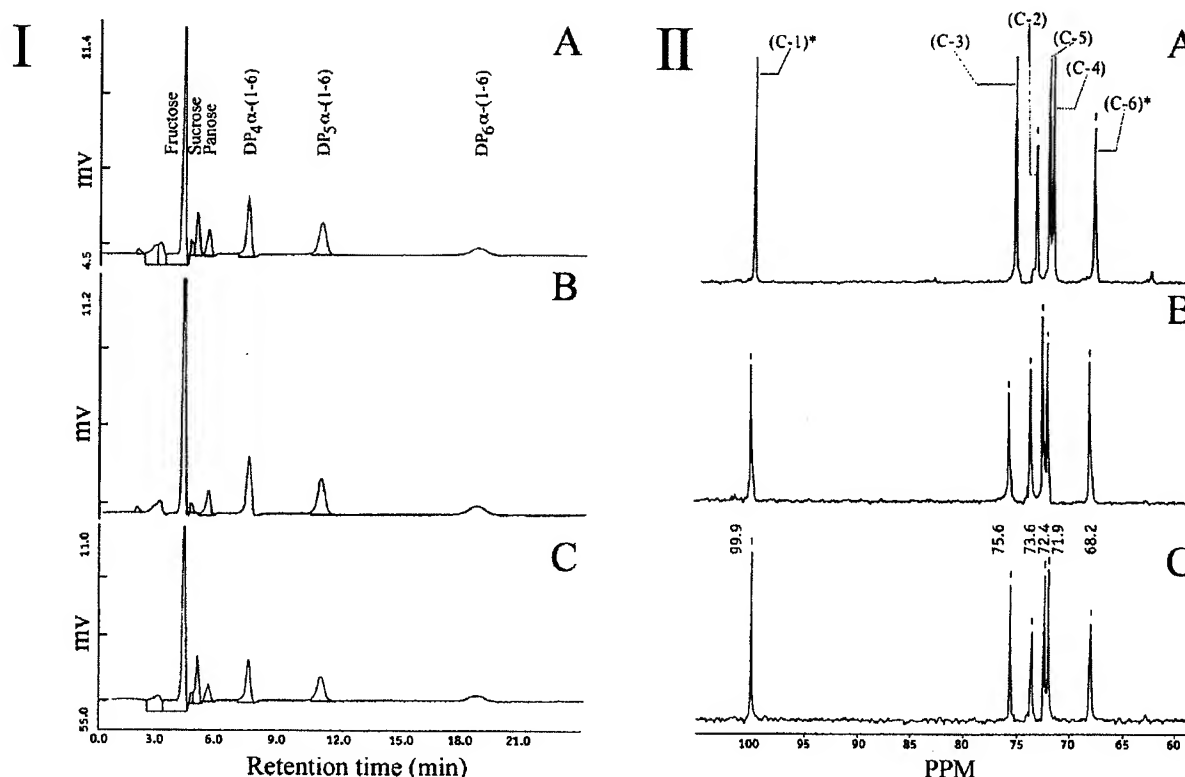 I
A
11.4
mV
4.5
Fructose
Sucrose
Panose
DP4 α-(1-6)
DP5 α-(1-6)
DP6 α-(1-6)
B
11.2
mV
C
11.0
mV
55.0
0.0 3.0 6.0 9.0 12.0 15.0 18.0 21.0
Retention time (min)
II
A
(C-1)*
(C-3)
(C-2)
(C-5)
(C-4)
(C-6)*
B
99.9
75.6
73.6
72.4
71.9
68.2
C
100 95 90 85 80 75 70 65 60
PPM